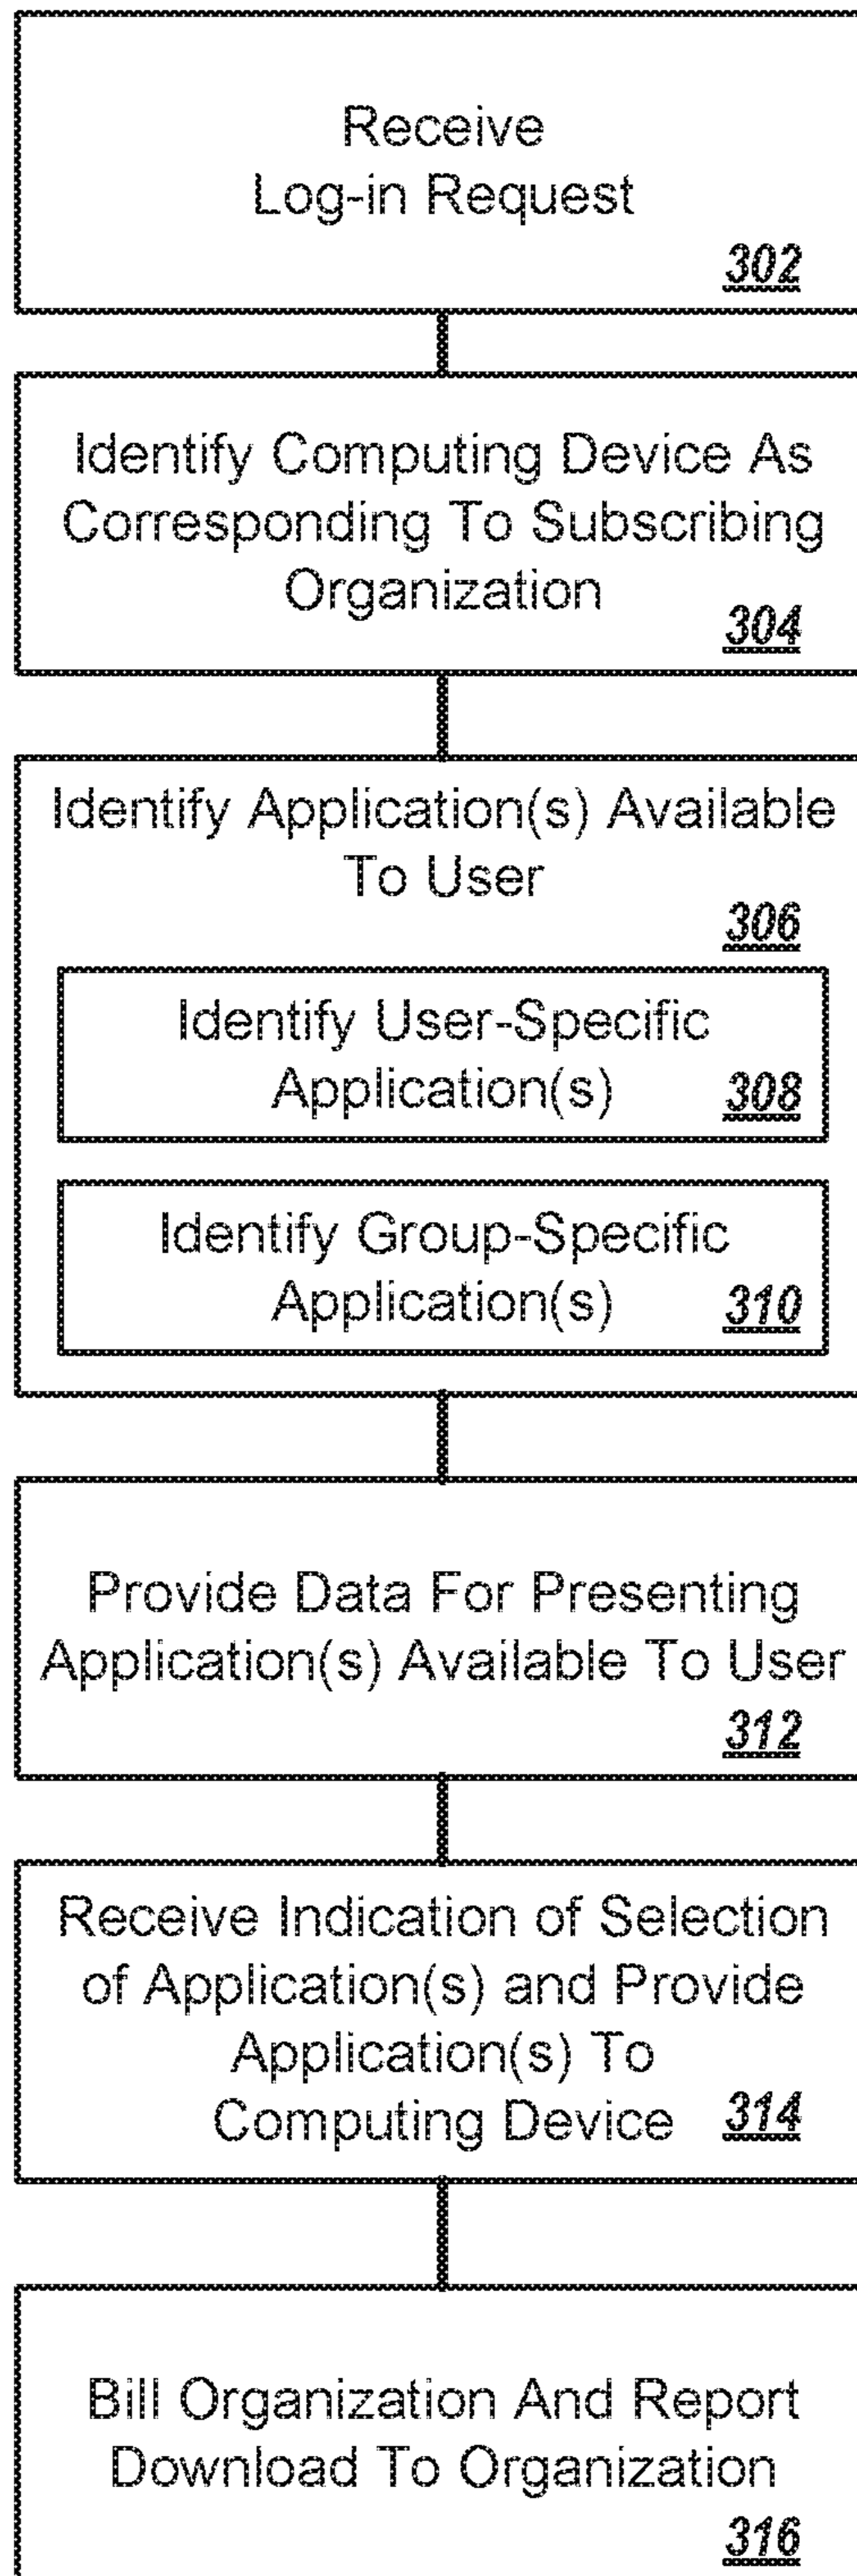 Receive
Log-in Request
302
Identify Computing Device As
Corresponding To Subscribing
Organization
304
Identify Application(s) Available
To User
306
Identify User-Specific
Application(s) 308
Identify Group-Specific
Application(s) 310
Provide Data For Presenting
Application(s) Available To User
312
Receive Indication of Selection
of Application(s) and Provide
Application(s) To
Computing Device 314
Bill Organization And Report
Download To Organization
316